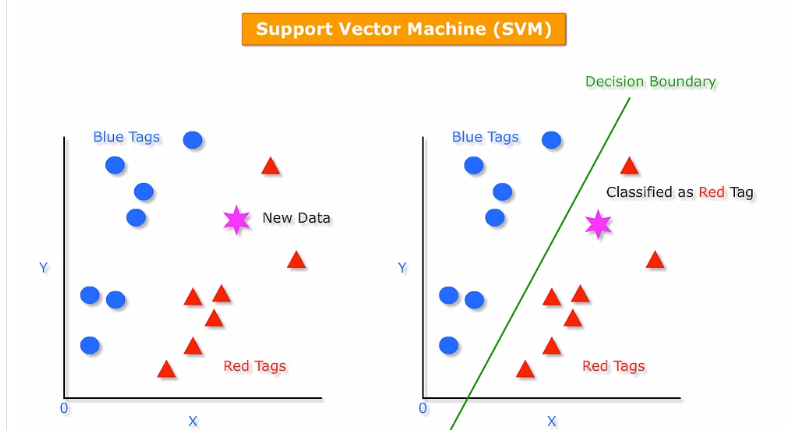 Support Vector Machine (SVM)
Decision Boundary
Blue Tags
New Data
Y
Red Tags
0
X
Blue Tags
Classified as Red Tag
Y
Red Tags
0
X